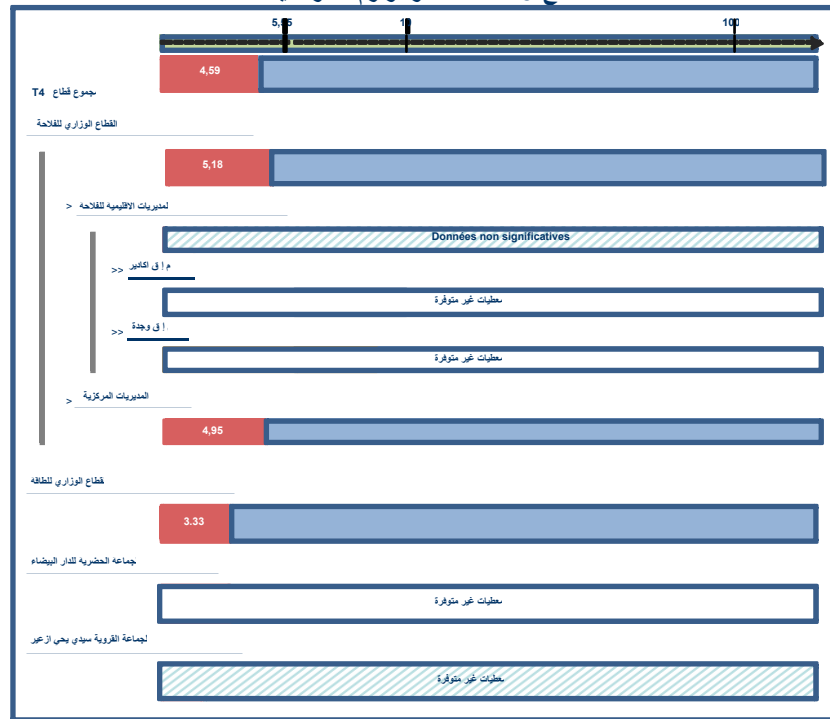 5,55 10 100
4,59
مجموع قطاع T4
القطاع الوزاري للفلاحة
5,18
> لمديريات الاقليمية للفلاحة
Données non significatives
>> م إ ق اكادير
معطيات غير متوفرة
>> إ ق وجدة
معطيات غير متوفرة
> المديريات المركزية
4,95
قطاع الوزاري للطاقة
3.33
جماعة الحضرية للدار البيضاء
معطيات غير متوفرة
لجماعة القروية سيدي يحي ازعير
معطيات غير متوفرة